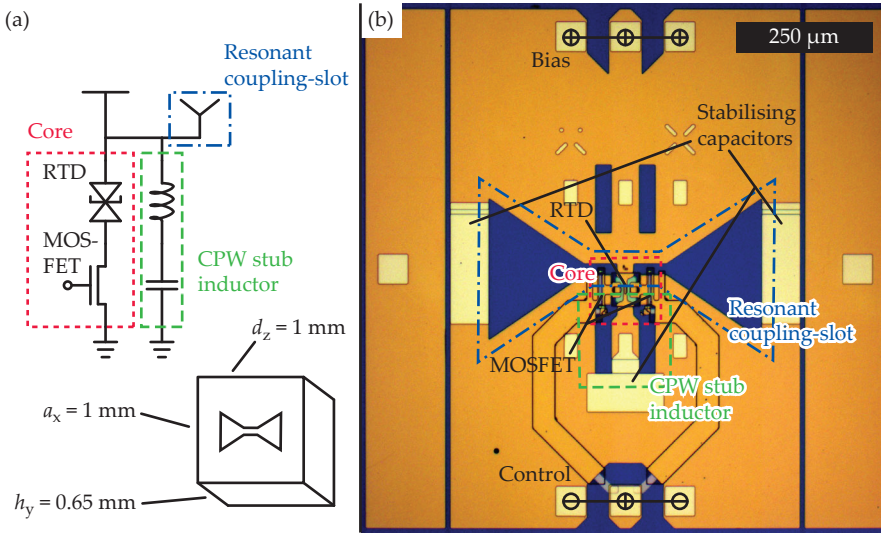 (a)
Resonant
coupling-slot
Core
RTD
MOS-
FET
CPW stub
inductor
d_z = 1 mm
a_x = 1 mm
h_y = 0.65 mm
(b)
250 μm
Bias
Stabilising
capacitors
RTD
Core
Resonant
coupling-slot
MOSFET
CPW stub
inductor
Control